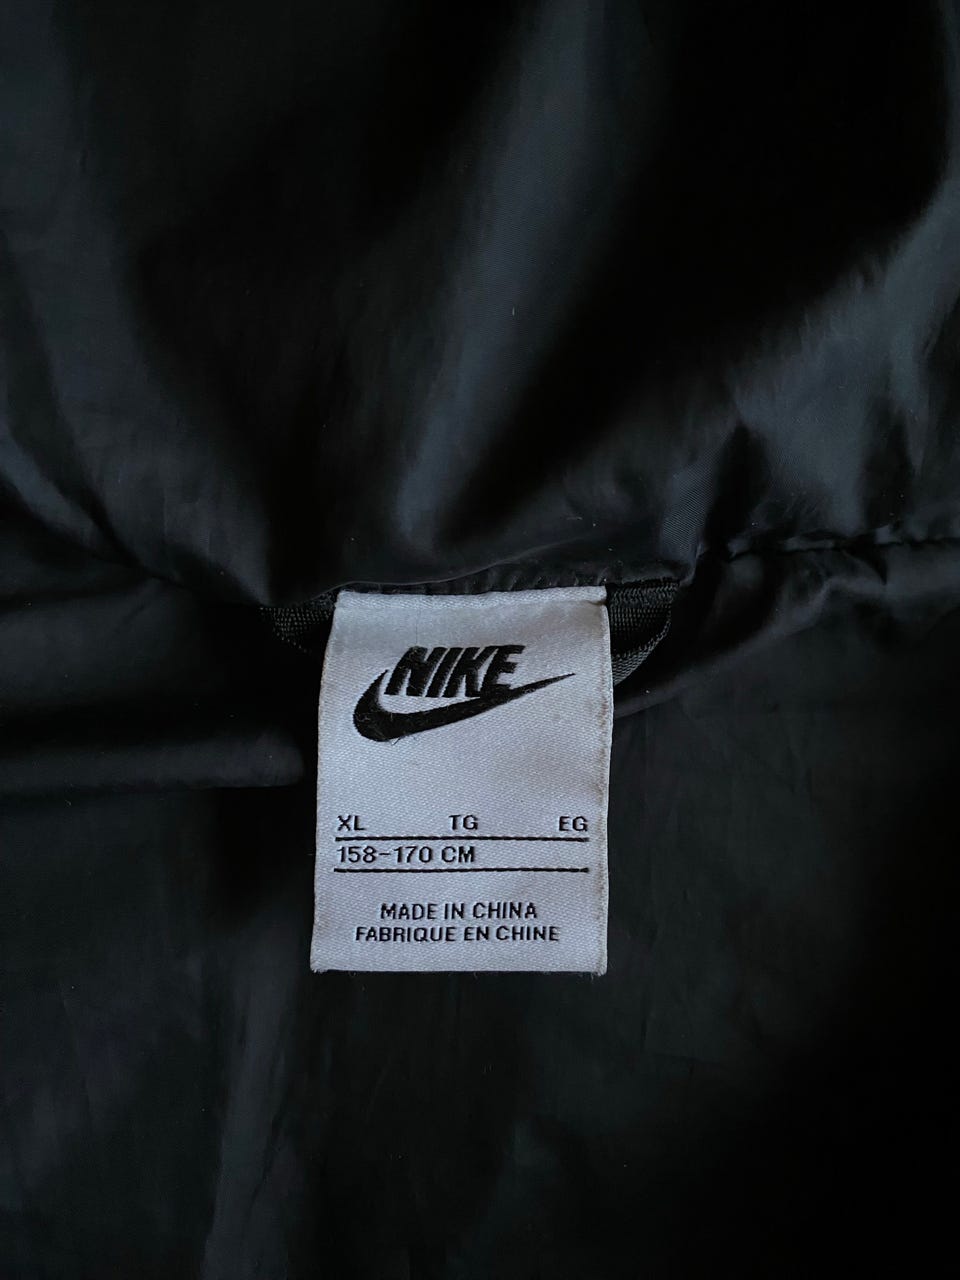 NIKE
XL TG EG
158-170 CM
MADE IN CHINA
FABRIQUE EN CHINE